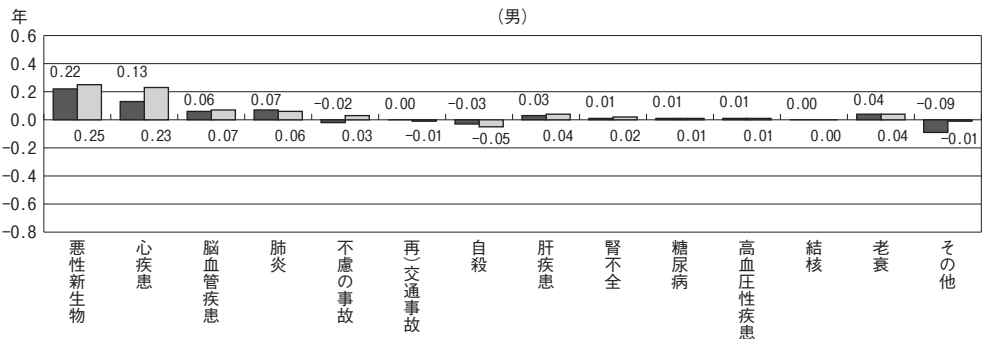 年 (男)
0.6
0.4
0.2
0.0
−0.2
−0.4
−0.6
−0.8
0.22 0.13 0.06 0.07 −0.02 0.00 −0.03 0.03 0.01 0.01 0.01 0.00 0.04 −0.09
0.25 0.23 0.07 0.06 0.03 −0.01 −0.05 0.04 0.02 0.01 0.01 0.00 0.04 −0.01
悪性新生物
心疾患
脳血管疾患
肺炎
不慮の事故
再)交通事故
自殺
肝疾患
腎不全
糖尿病
高血圧性疾患
結核
老衰
その他